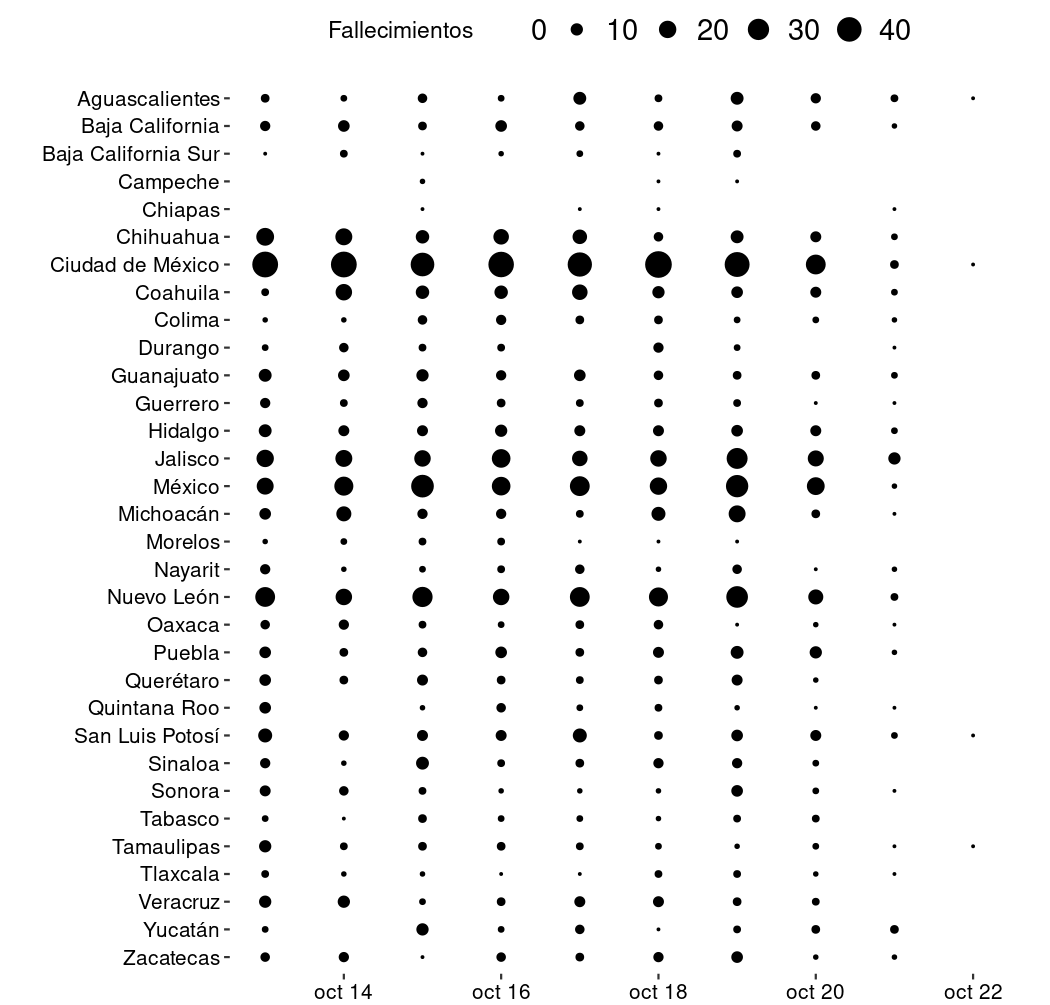 Fallecimientos 0 10 20 30 40
Aguascalientes
Baja California
Baja California Sur
Campeche
Chiapas
Chihuahua
Ciudad de México
Coahuila
Colima
Durango
Guanajuato
Guerrero
Hidalgo
Jalisco
México
Michoacán
Morelos
Nayarit
Nuevo León
Oaxaca
Puebla
Querétaro
Quintana Roo
San Luis Potosí
Sinaloa
Sonora
Tabasco
Tamaulipas
Tlaxcala
Veracruz
Yucatán
Zacatecas
oct 14 oct 16 oct 18 oct 20 oct 22